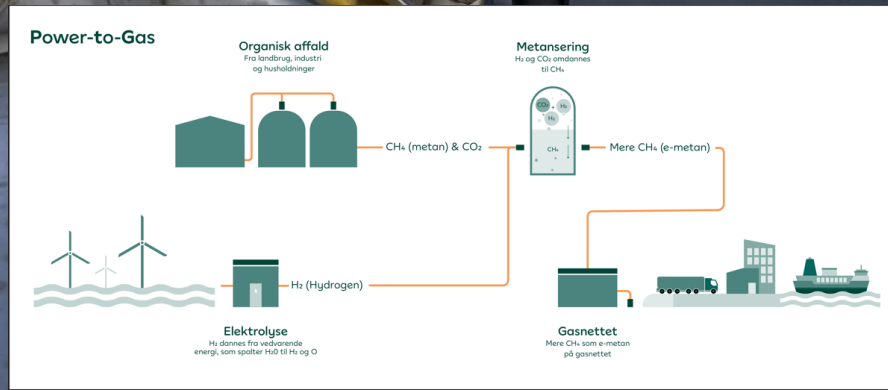 Power-to-Gas
Organisk affald
Fra landbrug, industri
og husholdninger
Metansering
H₂ og CO₂ omdannes
til CH₄
CO₂ + H₂
H₂
CH₄
CH₄ (metan) & CO₂
Mere CH₄ (e-metan)
H₂ (Hydrogen)
Elektrolyse
H₂ dannes fra vedvarende
energi, som spalter H₂0 til H₂ og O
Gasnettet
Mere CH₄ som e-metan
på gasnettet